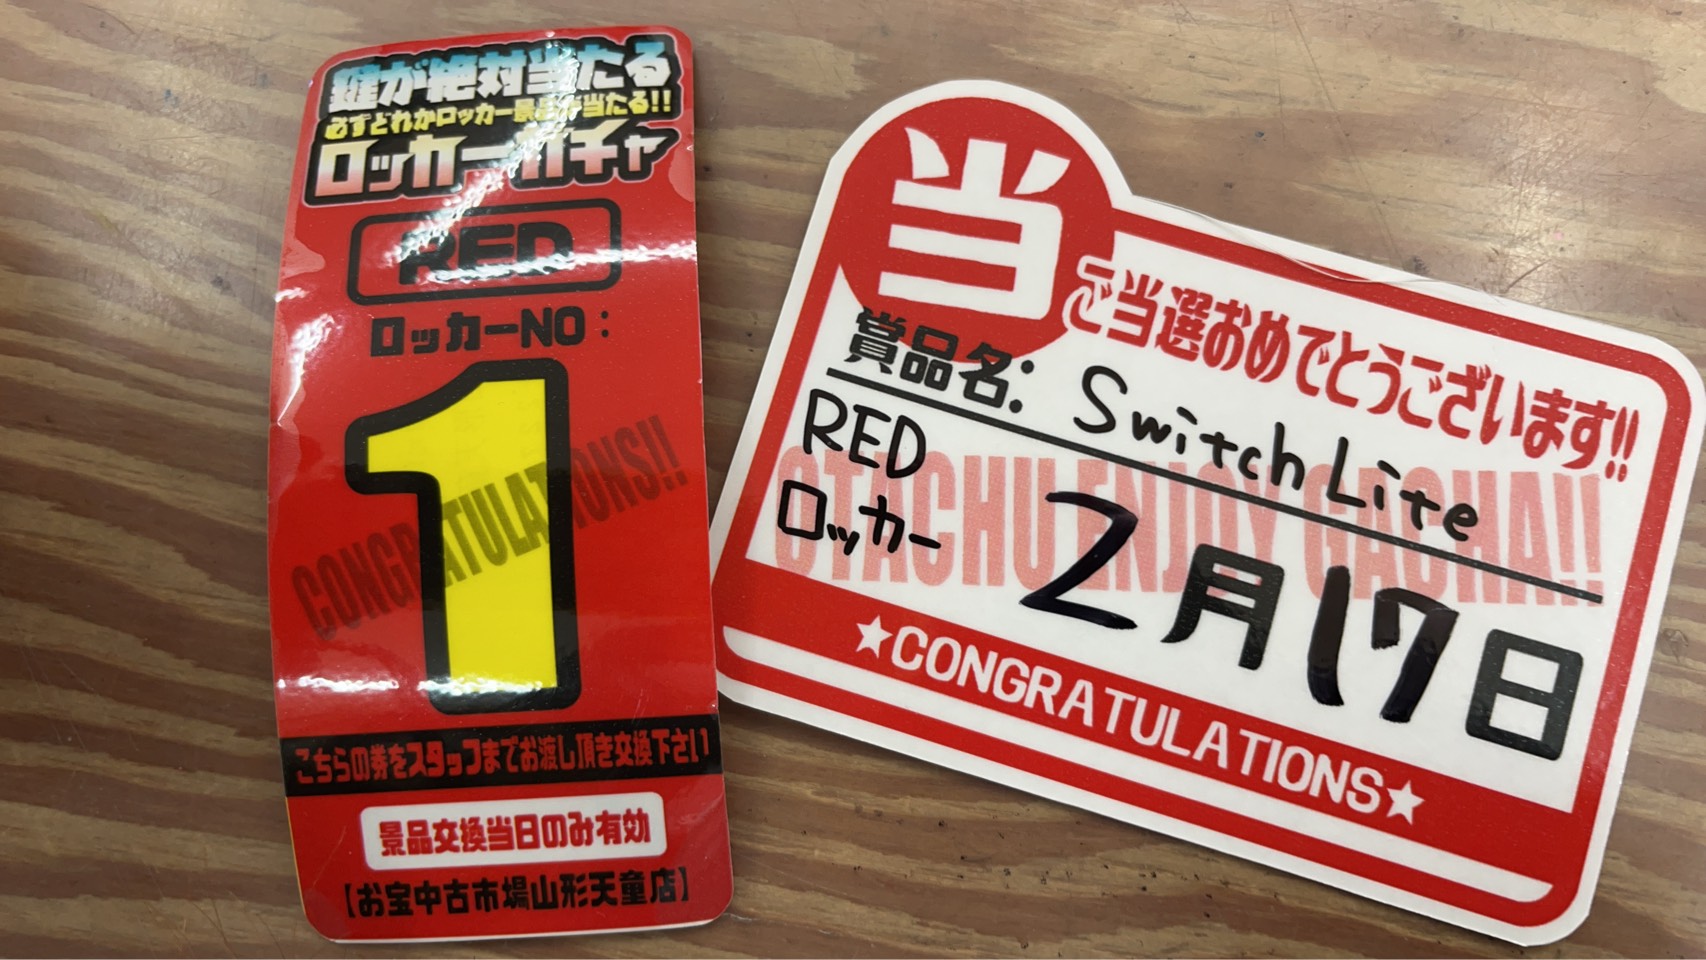 鍵が絶対当たる
必ずどれかロッカー景品が当たる!!
ロッカーガチャ
RED
ロッカーNO：
1
CONGRATULATIONS!!
こちらの券をスタッフまでお渡し頂き交換下さい
景品交換当日のみ有効
【お宝中古市場山形天童店】
当
ご当選おめでとうございます!!
賞品名：SwitchLite
RED
ロッカー
2月17日
OTACHU ENJOY GACHA!!
★CONGRATULATIONS★